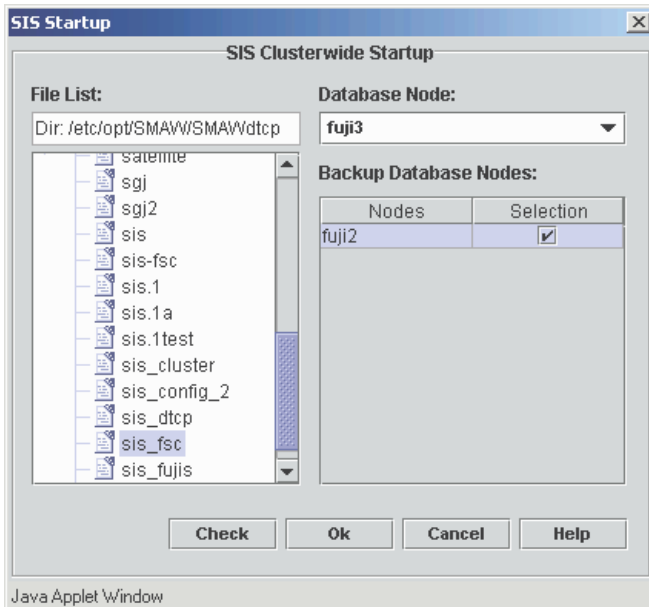 SIS Startup
SIS Clusterwide Startup
File List:
Dir: /etc/opt/SMAW/SMAWdtcp
satellite
sgj
sgj2
sis
sis-fsc
sis.1
sis.1a
sis.1test
sis_cluster
sis_config_2
sis_dtcp
sis_fsc
sis_fujis
Database Node:
fuji3
Backup Database Nodes:
Nodes Selection
fuji2
Check Ok Cancel Help
Java Applet Window